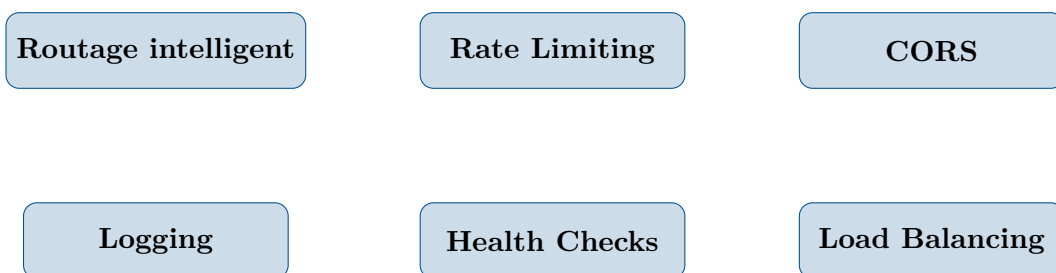 Routage intelligent
Rate Limiting
CORS
Logging
Health Checks
Load Balancing